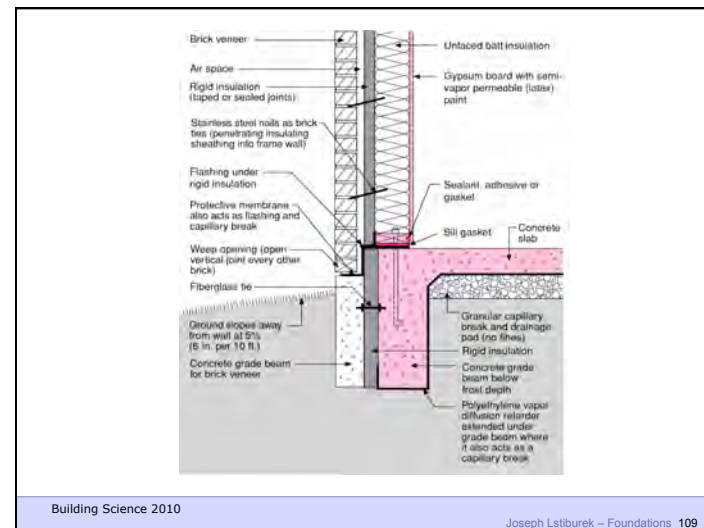 Brick veneer
Air space
Rigid insulation
(taped or sealed joints)
Stainless steel nails as brick
ties (penetrating insulating
sheathing into frame wall)
Flashing under
rigid insulation
Protective membrane
also acts as flashing and
capillary break
Weep opening (open
vertical joint every other
brick)
Fiberglass tie
Ground slopes away
from wall at 5%
(6 in. per 10 ft.)
Concrete grade beam
for brick veneer
Unfaced batt insulation
Gypsum board with semi-
vapor permeable (latex)
paint
Sealant, adhesive or
gasket
Sill gasket
Concrete
slab
Granular capillary
break and drainage
pad (no fines)
Rigid insulation
Concrete grade
beam below
frost depth
Polyethylene vapor
diffusion retarder
extended under
grade beam where
it also acts as a
capillary break
Building Science 2010
Joseph Lstiburek – Foundations 109